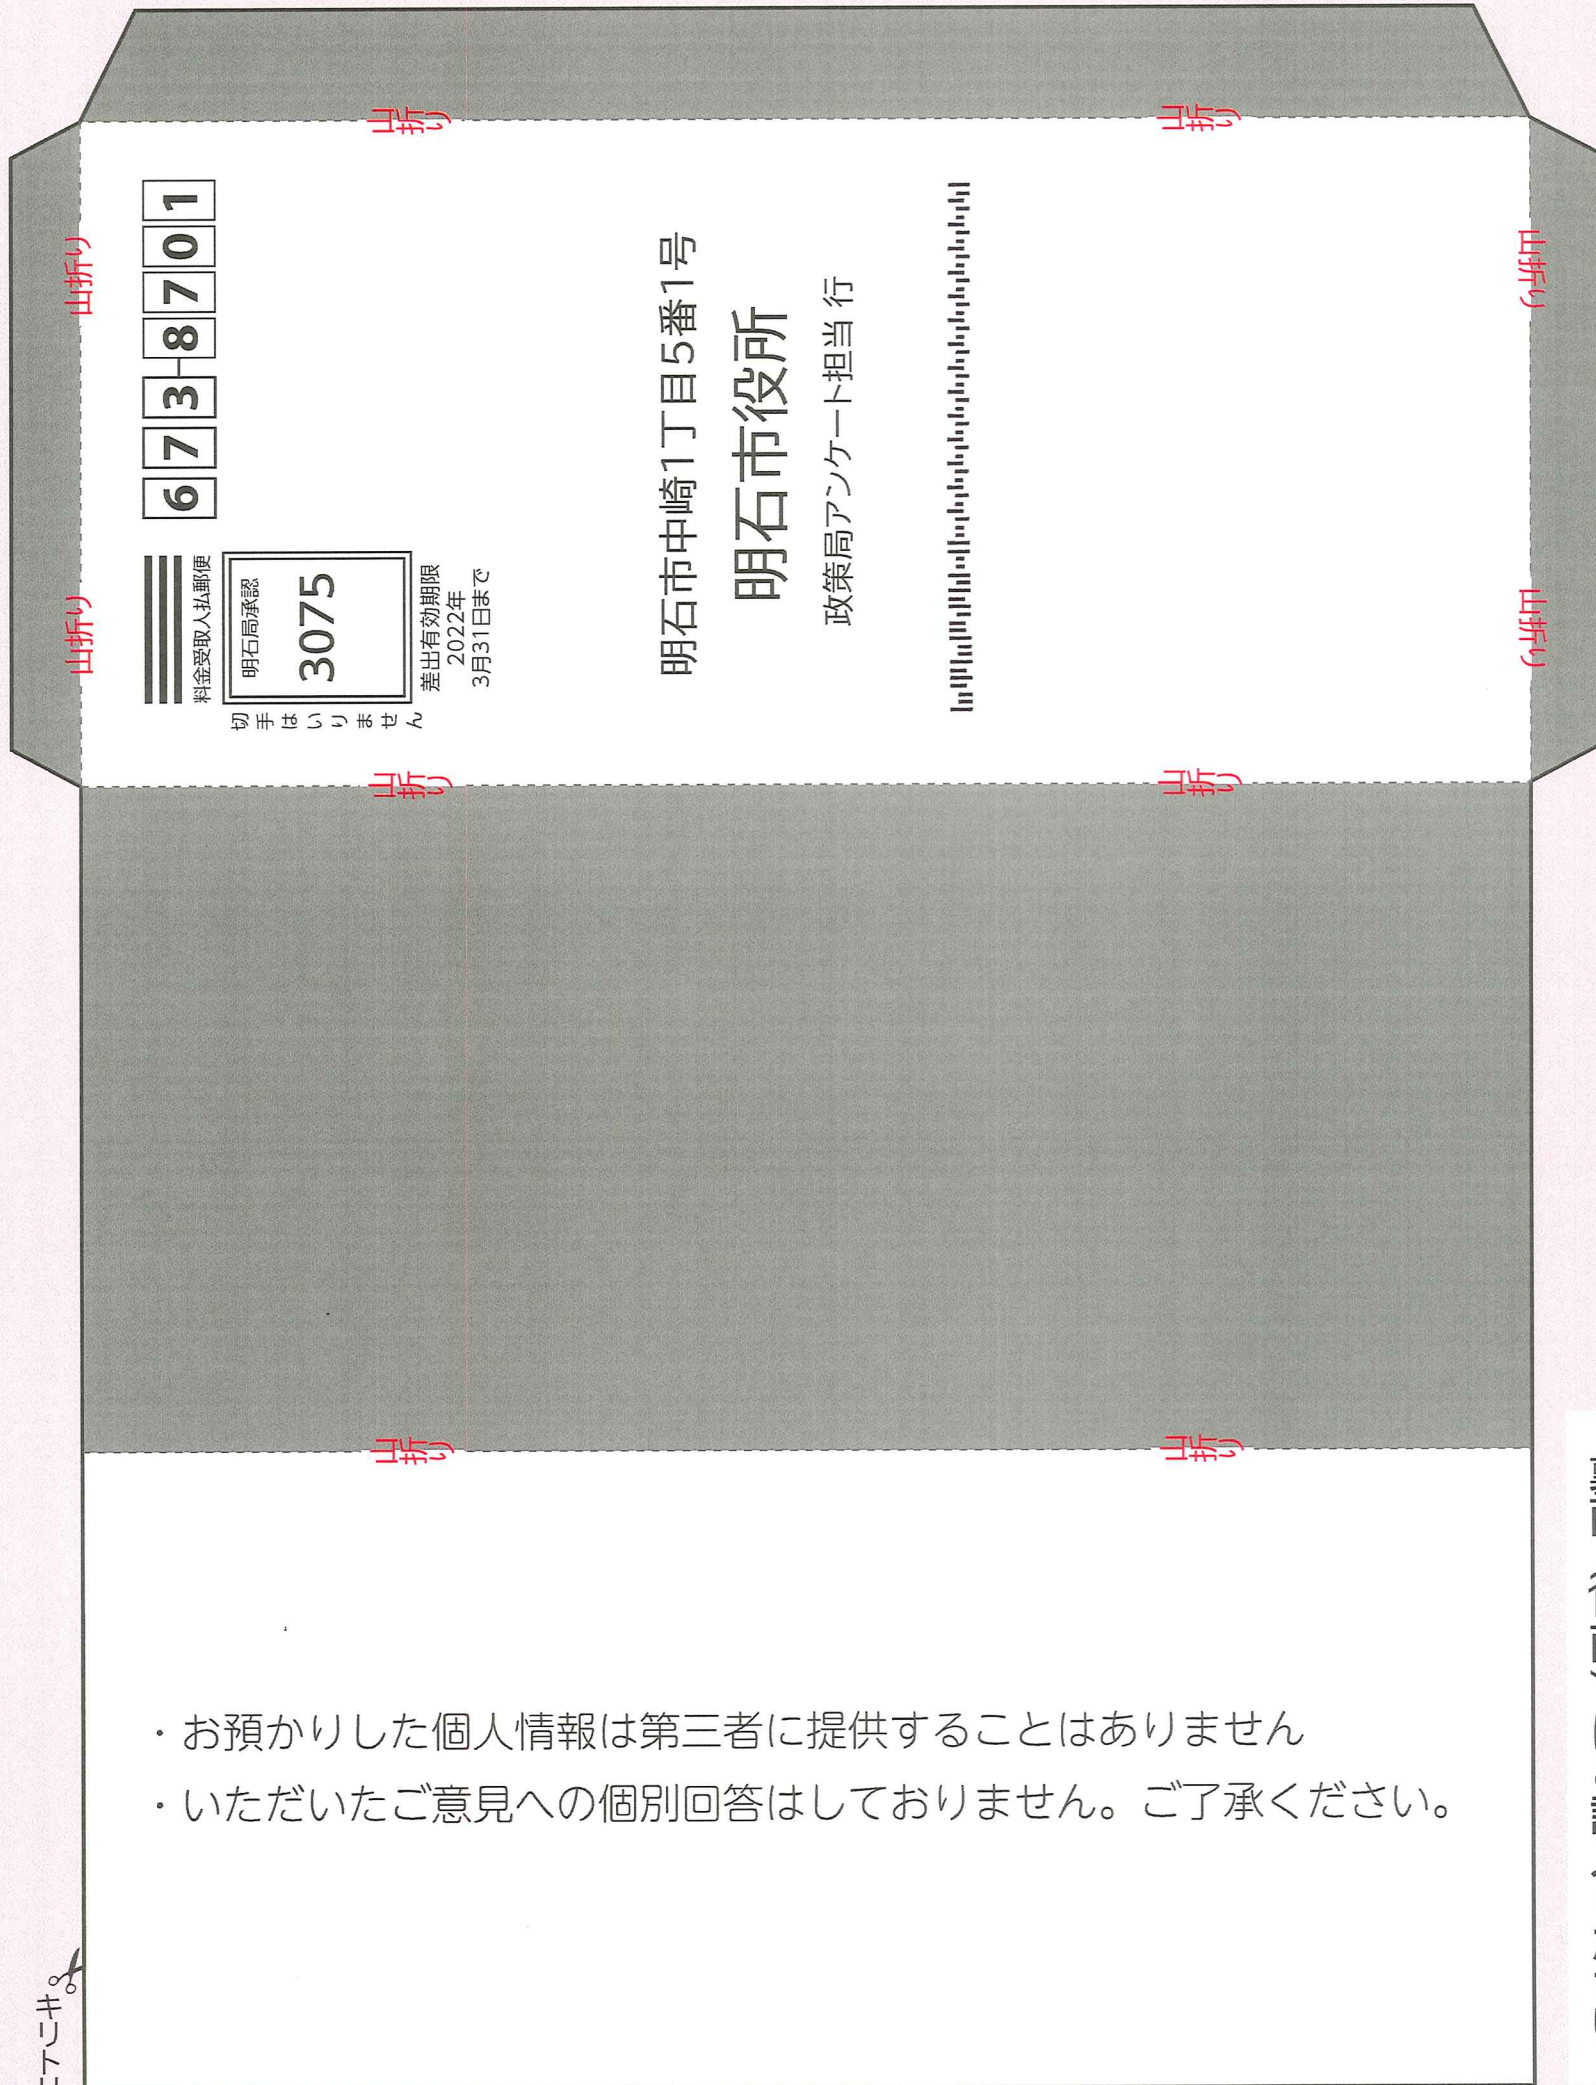 673-8701
料金受取人払郵便
明石局承認
3075
差出有効期限
2022年
3月31日まで
切手はいりません
明石市中崎1丁目5番1号
明石市役所
政策局アンケート担当 行
山折り
山折り
山折り
山折り
山折り
山折り
山折り
山折り
山折り
山折り
・お預かりした個人情報は第三者に提供することはありません
・いただいたご意見への個別回答はしておりません。ご了承ください。